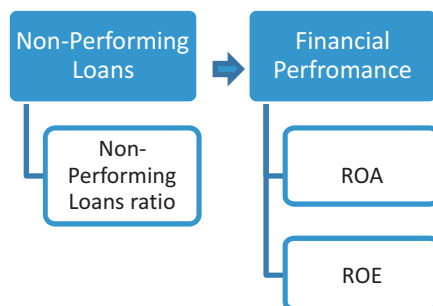 Non-Performing
Loans
Financial
Perfromance
Non-
Performing
Loans ratio
ROA
ROE